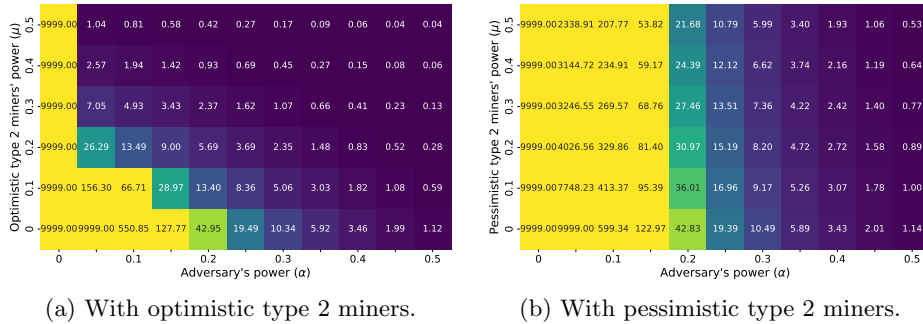 Optimistic type 2 miners' power (μ)
0.5 9999.00 1.04 0.81 0.58 0.42 0.27 0.17 0.11 0.06 0.04 0.04
0.4 9999.00 2.57 1.94 1.42 0.93 0.69 0.45 0.27 0.15 0.08 0.06
0.3 9999.00 7.05 4.93 3.43 2.37 1.62 1.07 0.66 0.41 0.23 0.13
0.2 9999.00 26.29 13.49 9.00 5.69 3.69 2.35 1.48 0.83 0.52 0.28
0.1 9999.00 156.30 66.71 28.97 13.40 8.36 5.06 3.03 1.82 1.08 0.59
0 9999.00 9999.00 550.85 127.77 42.95 19.49 10.34 5.92 3.46 1.99 1.12
0 0.1 0.2 0.3 0.4 0.5
Adversary's power (α)
(a) With optimistic type 2 miners.
Pessimistic type 2 miners' power (μ)
0.5 9999.00 2338.91 207.77 53.82 21.68 10.79 5.99 3.40 1.93 1.06 0.53
0.4 9999.00 3144.72 234.91 59.17 24.39 12.12 6.62 3.74 2.16 1.19 0.64
0.3 9999.00 3246.55 269.57 68.76 27.46 13.51 7.36 4.22 2.42 1.40 0.77
0.2 9999.00 4026.56 329.86 81.40 30.97 15.19 8.20 4.72 2.72 1.58 0.89
0.1 9999.00 7748.23 413.37 95.39 36.01 16.96 9.17 5.26 3.07 1.78 1.00
0 9999.00 9999.00 599.34 122.97 42.83 19.39 10.49 5.89 3.43 2.01 1.14
0 0.1 0.2 0.3 0.4 0.5
Adversary's power (α)
(b) With pessimistic type 2 miners.